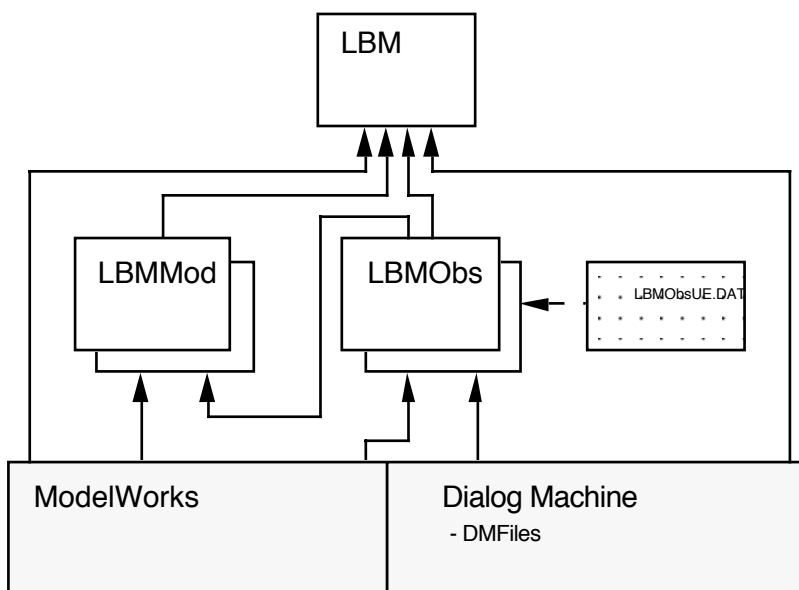 LBM
LBMMod
LBMObs
LBMObsUE.DAT
ModelWorks
Dialog Machine
- DMFiles